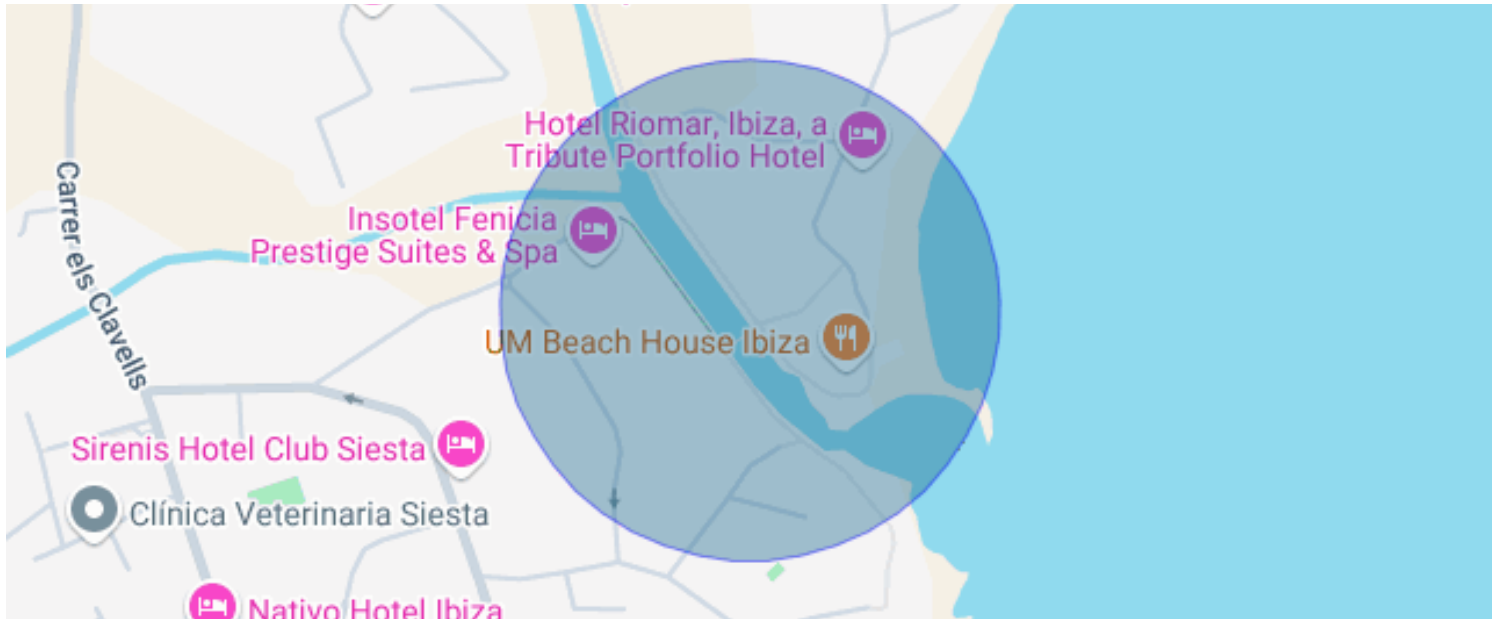 Hotel Riomar, Ibiza, a
Tribute Portfolio Hotel
Carrer els Clavells
Insotel Fenicia
Prestige Suites & Spa
UM Beach House Ibiza
Sirenis Hotel Club Siesta
Clínica Veterinaria Siesta
Nativo Hotel Ibiza